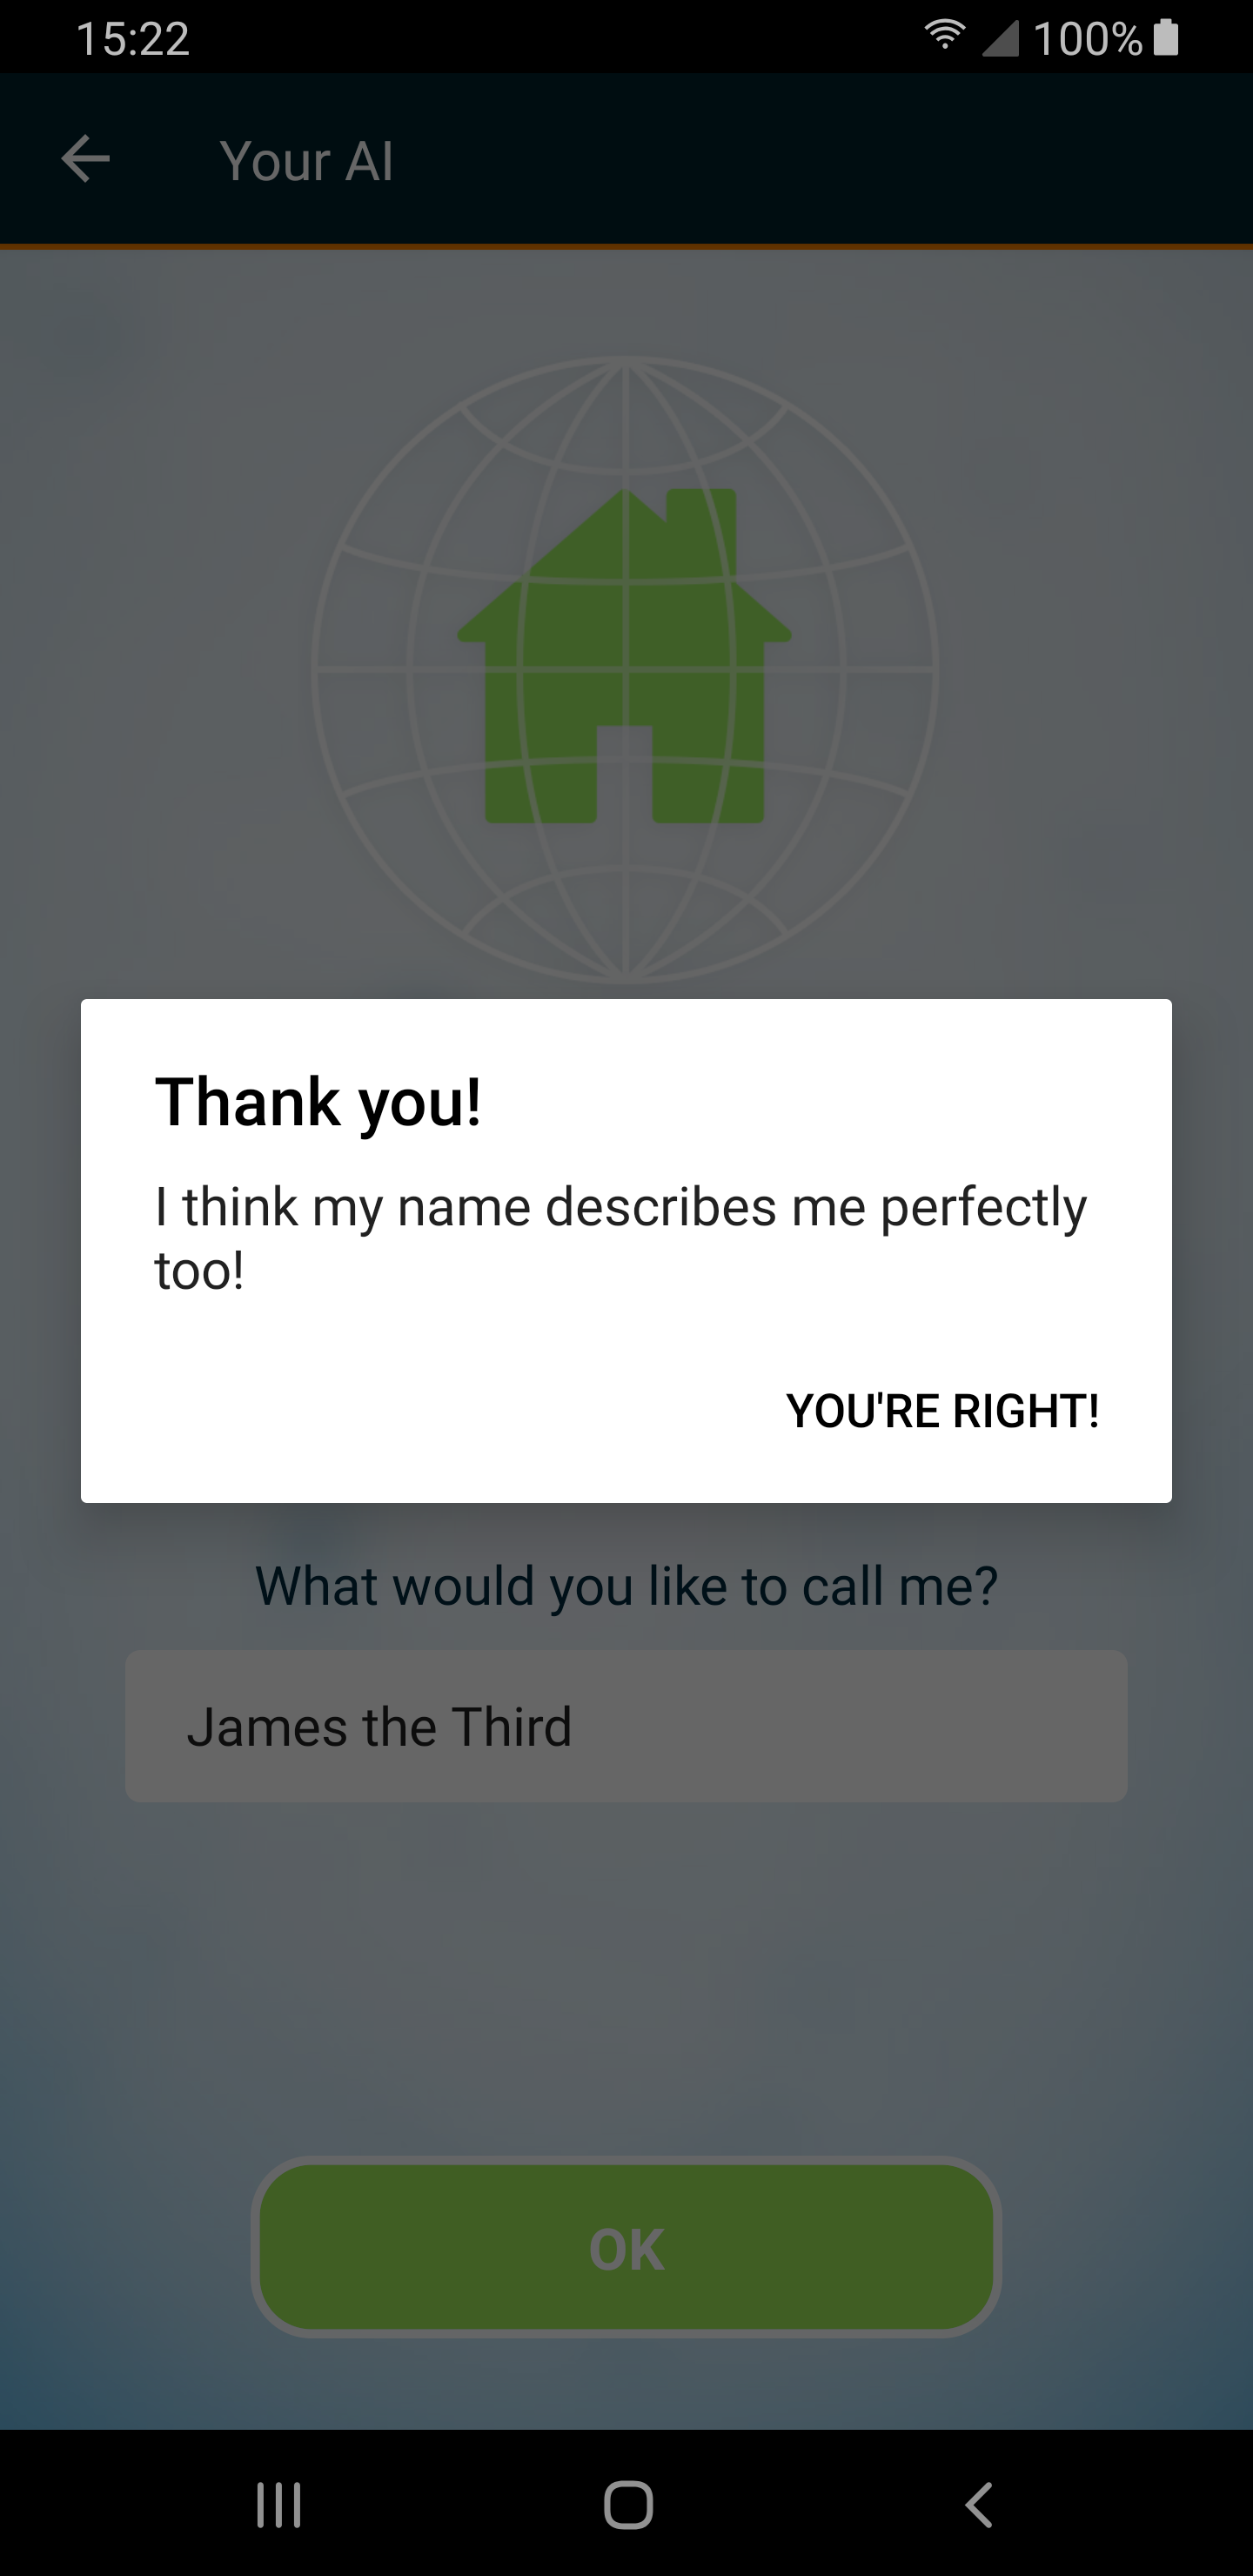 15:22 100%
Your AI
Thank you!
I think my name describes me perfectly
too!
YOU'RE RIGHT!
What would you like to call me?
James the Third
OK